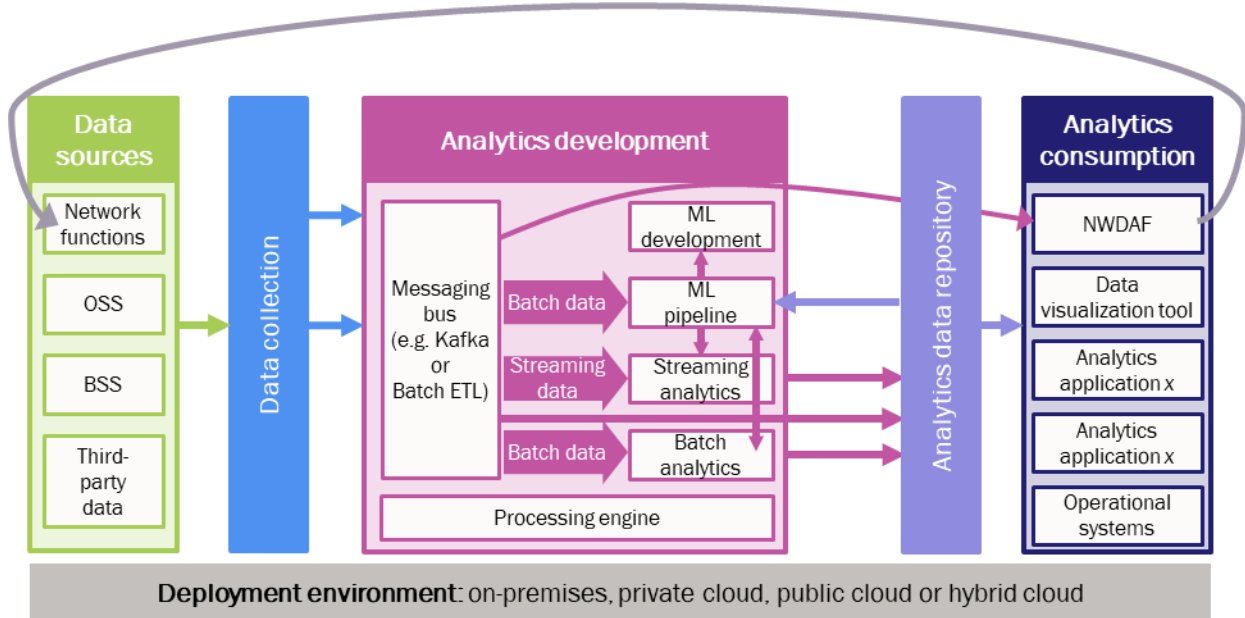 Data
sources
Network
functions
OSS
BSS
Third-
party
data
Data collection
Analytics development
Messaging
bus
(e.g. Kafka
or
Batch ETL)
Batch data
Streaming
data
Batch data
ML
development
ML
pipeline
Streaming
analytics
Batch
analytics
Processing engine
Analytics data repository
Analytics
consumption
NWDAF
Data
visualization tool
Analytics
application x
Analytics
application x
Operational
systems
Deployment environment: on-premises, private cloud, public cloud or hybrid cloud